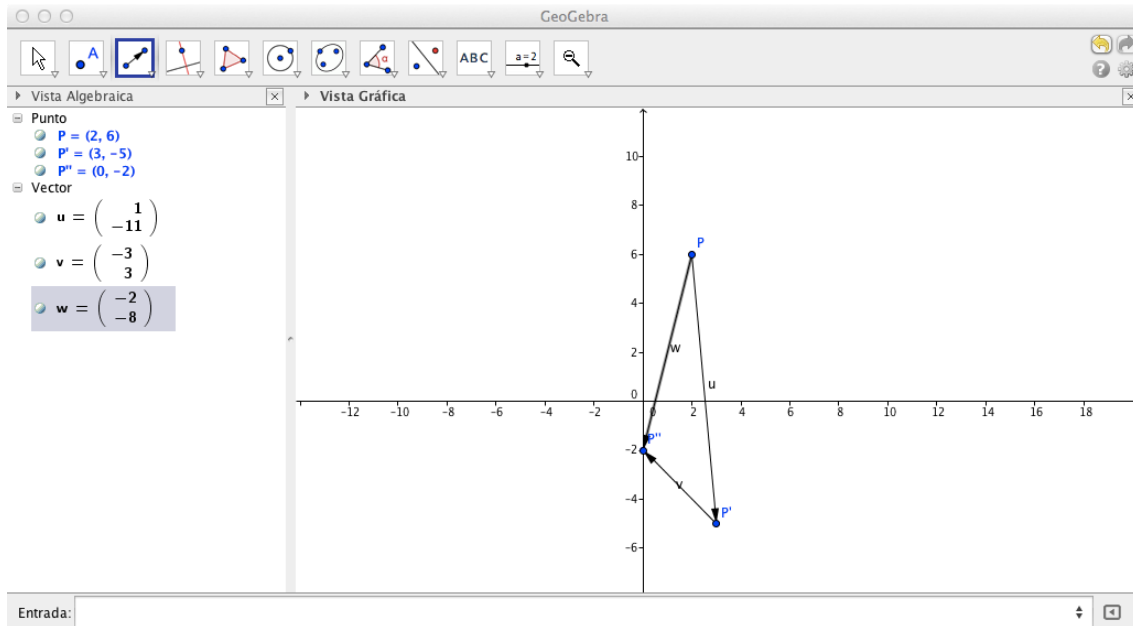 GeoGebra
A
α
ABC
a=2
?
Vista Algebraica
Vista Gráfica
Punto
P = (2, 6)
P' = (3, −5)
P'' = (0, −2)
Vector
u = ( 1 −11 )
v = ( −3 3 )
w = ( −2 −8 )
10
8
6
4
2
0
-2
-4
-6
-12 -10 -8 -6 -4 -2 0 2 4 6 8 10 12 14 16 18
P
w
u
P''
v
P'
Entrada: